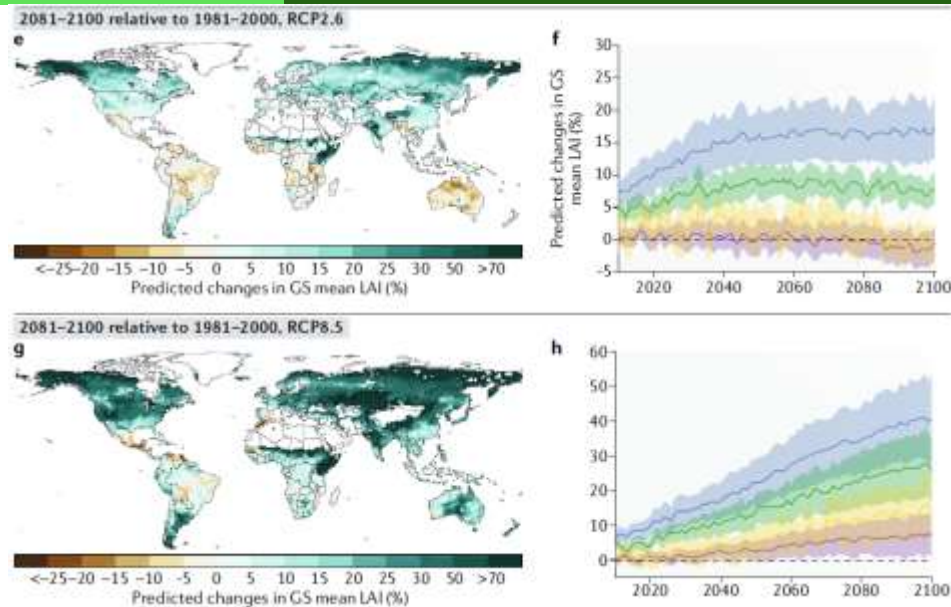 2081–2100 relative to 1981–2000, RCP2.6
e
<–25–20 –15 –10 –5 0 5 10 15 20 25 30 50 >70
Predicted changes in GS mean LAI (%)
f
Predicted changes in GS
mean LAI (%)
30
25
20
15
10
5
0
–5
2020 2040 2060 2080 2100
2081–2100 relative to 1981–2000, RCP8.5
g
<–25–20 –15 –10 –5 0 5 10 15 20 25 30 50 >70
Predicted changes in GS mean LAI (%)
h
60
50
40
30
20
10
0
2020 2040 2060 2080 2100